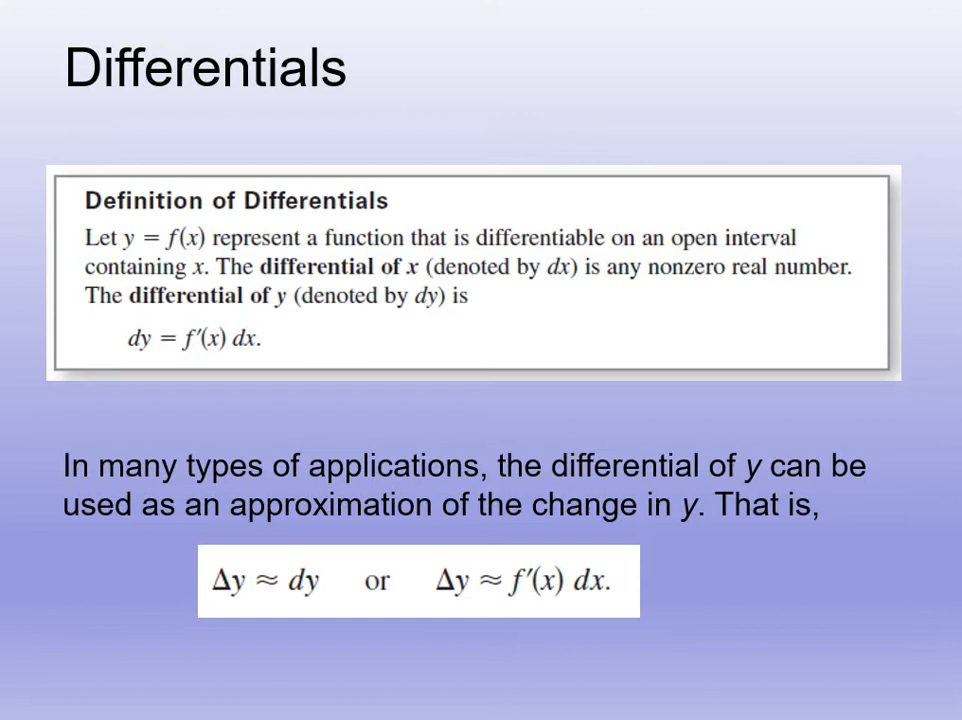 Differentials
Definition of Differentials
Let y = f(x) represent a function that is differentiable on an open interval
containing x. The differential of x (denoted by dx) is any nonzero real number.
The differential of y (denoted by dy) is
dy = f′(x) dx.
In many types of applications, the differential of y can be
used as an approximation of the change in y. That is,
Δy ≈ dy or Δy ≈ f′(x) dx.